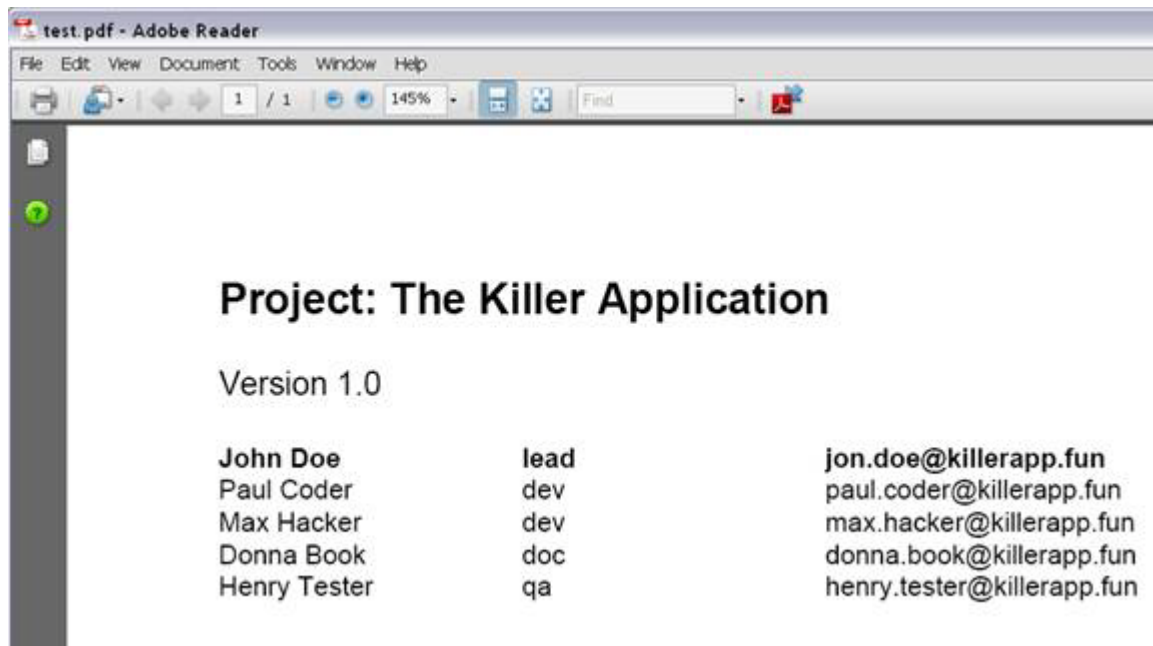 test.pdf - Adobe Reader
File Edit View Document Tools Window Help
1 / 1 145% Find
Project: The Killer Application
Version 1.0
John Doe lead jon.doe@killerapp.fun
Paul Coder dev paul.coder@killerapp.fun
Max Hacker dev max.hacker@killerapp.fun
Donna Book doc donna.book@killerapp.fun
Henry Tester qa henry.tester@killerapp.fun